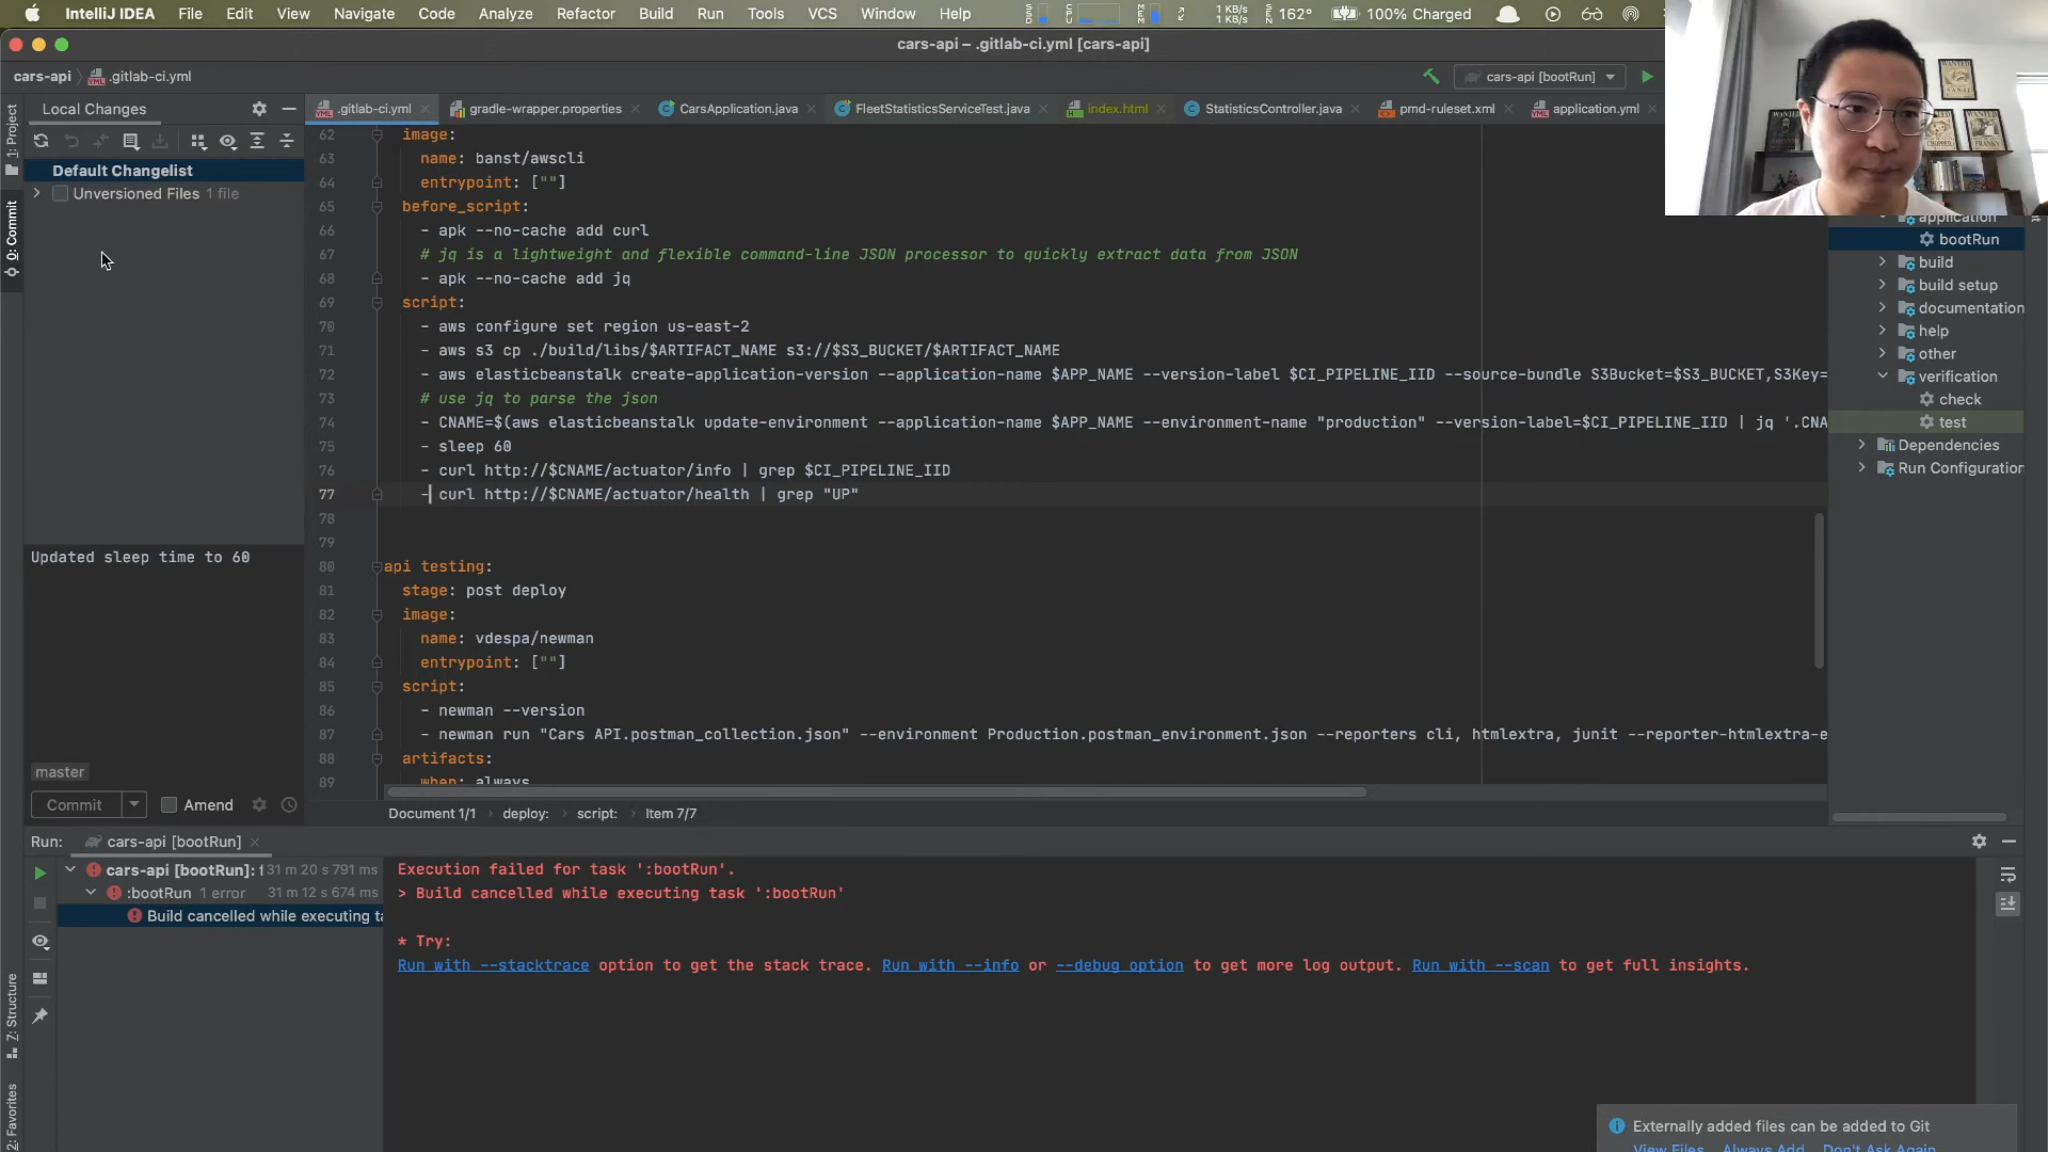 IntelliJ IDEA File Edit View Navigate Code Analyze Refactor Build Run Tools VCS Window Help 1 KB/s 1 KB/s 162° 100% Charged
cars-api – .gitlab-ci.yml [cars-api]
cars-api .gitlab-ci.yml cars-api [bootRun]
Local Changes
.gitlab-ci.yml gradle-wrapper.properties CarsApplication.java FleetStatisticsServiceTest.java index.html StatisticsController.java pmd-ruleset.xml application.yml
1: Project
0: Commit
Default Changelist
Unversioned Files 1 file
Updated sleep time to 60
master
Commit Amend
62 image:
63 name: banst/awscli
64 entrypoint: [""]
65 before_script:
66 - apk --no-cache add curl
67 # jq is a lightweight and flexible command-line JSON processor to quickly extract data from JSON
68 - apk --no-cache add jq
69 script:
70 - aws configure set region us-east-2
71 - aws s3 cp ./build/libs/$ARTIFACT_NAME s3://$S3_BUCKET/$ARTIFACT_NAME
72 - aws elasticbeanstalk create-application-version --application-name $APP_NAME --version-label $CI_PIPELINE_IID --source-bundle S3Bucket=$S3_BUCKET,S3Key=
73 # use jq to parse the json
74 - CNAME=$(aws elasticbeanstalk update-environment --application-name $APP_NAME --environment-name "production" --version-label=$CI_PIPELINE_IID | jq '.CNA
75 - sleep 60
76 - curl http://$CNAME/actuator/info | grep $CI_PIPELINE_IID
77 - curl http://$CNAME/actuator/health | grep "UP"
78
79
80 api testing:
81 stage: post deploy
82 image:
83 name: vdespa/newman
84 entrypoint: [""]
85 script:
86 - newman --version
87 - newman run "Cars API.postman_collection.json" --environment Production.postman_environment.json --reporters cli, htmlextra, junit --reporter-htmlextra-e
88 artifacts:
89 when: always
Document 1/1 deploy: script: Item 7/7
application
bootRun
build
build setup
documentation
help
other
verification
check
test
Dependencies
Run Configuration
Run: cars-api [bootRun]
cars-api [bootRun]: 31 m 20 s 791 ms
:bootRun 1 error 31 m 12 s 674 ms
Build cancelled while executing ta
Execution failed for task ':bootRun'.
> Build cancelled while executing task ':bootRun'
* Try:
Run with --stacktrace option to get the stack trace. Run with --info or --debug option to get more log output. Run with --scan to get full insights.
7: Structure
2: Favorites
Externally added files can be added to Git
View Files Always Add Don't Ask Again